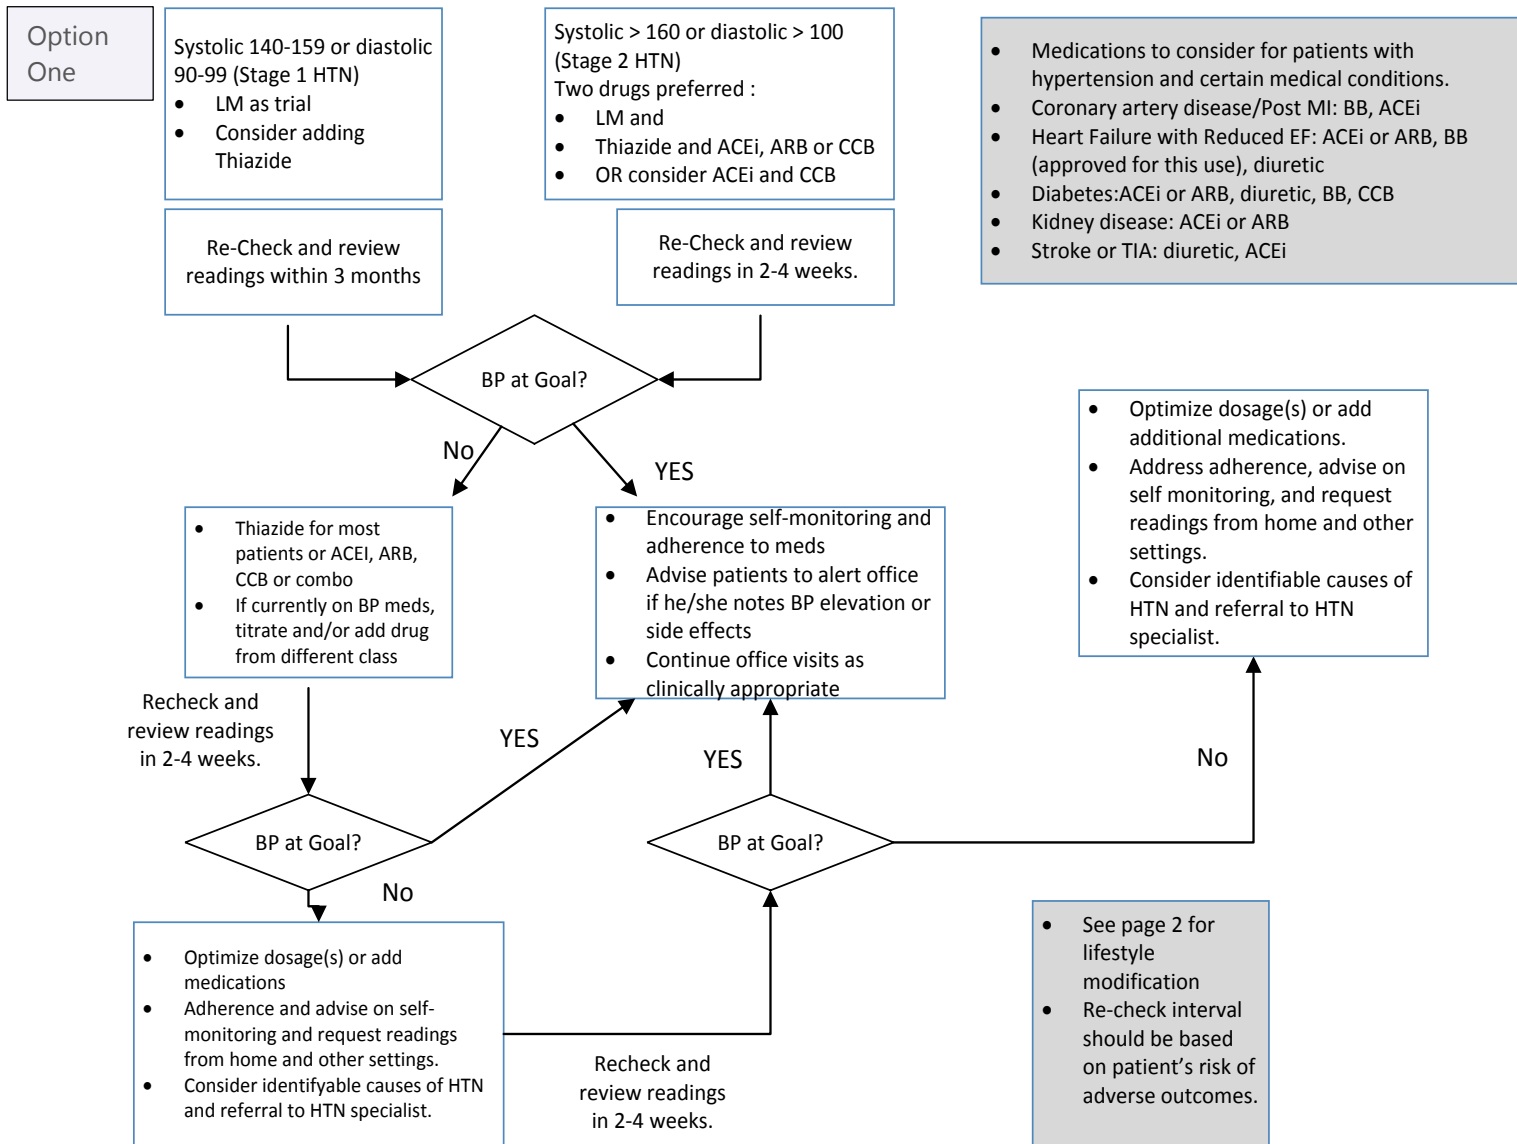 Option
One
Systolic 140-159 or diastolic
90-99 (Stage 1 HTN)
• LM as trial
• Consider adding
Thiazide
Systolic > 160 or diastolic > 100
(Stage 2 HTN)
Two drugs preferred :
• LM and
• Thiazide and ACEi, ARB or CCB
• OR consider ACEi and CCB
• Medications to consider for patients with
hypertension and certain medical conditions.
• Coronary artery disease/Post MI: BB, ACEi
• Heart Failure with Reduced EF: ACEi or ARB, BB
(approved for this use), diuretic
• Diabetes:ACEi or ARB, diuretic, BB, CCB
• Kidney disease: ACEi or ARB
• Stroke or TIA: diuretic, ACEi
Re-Check and review
readings within 3 months
Re-Check and review
readings in 2-4 weeks.
BP at Goal?
No
YES
• Thiazide for most
patients or ACEI, ARB,
CCB or combo
• If currently on BP meds,
titrate and/or add drug
from different class
• Encourage self-monitoring and
adherence to meds
• Advise patients to alert office
if he/she notes BP elevation or
side effects
• Continue office visits as
clinically appropriate
• Optimize dosage(s) or add
additional medications.
• Address adherence, advise on
self monitoring, and request
readings from home and other
settings.
• Consider identifiable causes of
HTN and referral to HTN
specialist.
Recheck and
review readings
in 2-4 weeks.
YES
YES
No
BP at Goal?
BP at Goal?
No
• Optimize dosage(s) or add
medications
• Adherence and advise on self-
monitoring and request readings
from home and other settings.
• Consider identifyable causes of HTN
and referral to HTN specialist.
Recheck and
review readings
in 2-4 weeks.
• See page 2 for
lifestyle
modification
• Re-check interval
should be based
on patient’s risk of
adverse outcomes.